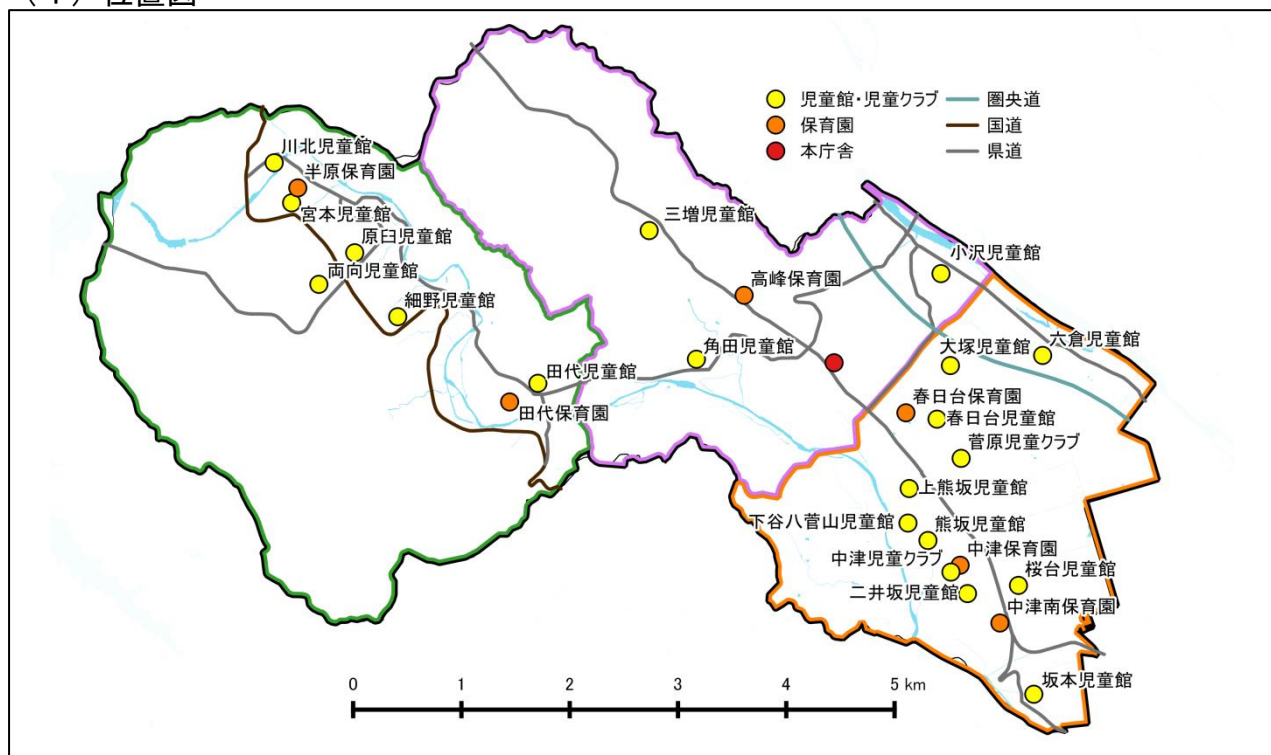 児童館・児童クラブ
保育園
本庁舎
圏央道
国道
県道
川北児童館
半原保育園
宮本児童館
原臼児童館
両向児童館
細野児童館
田代児童館
田代保育園
三増児童館
高峰保育園
角田児童館
小沢児童館
六倉児童館
大塚児童館
春日台保育園
春日台児童館
菅原児童クラブ
上熊坂児童館
下谷八菅山児童館
熊坂児童館
中津保育園
中津児童クラブ
桜台児童館
二井坂児童館
中津南保育園
坂本児童館
0 1 2 3 4 5 km